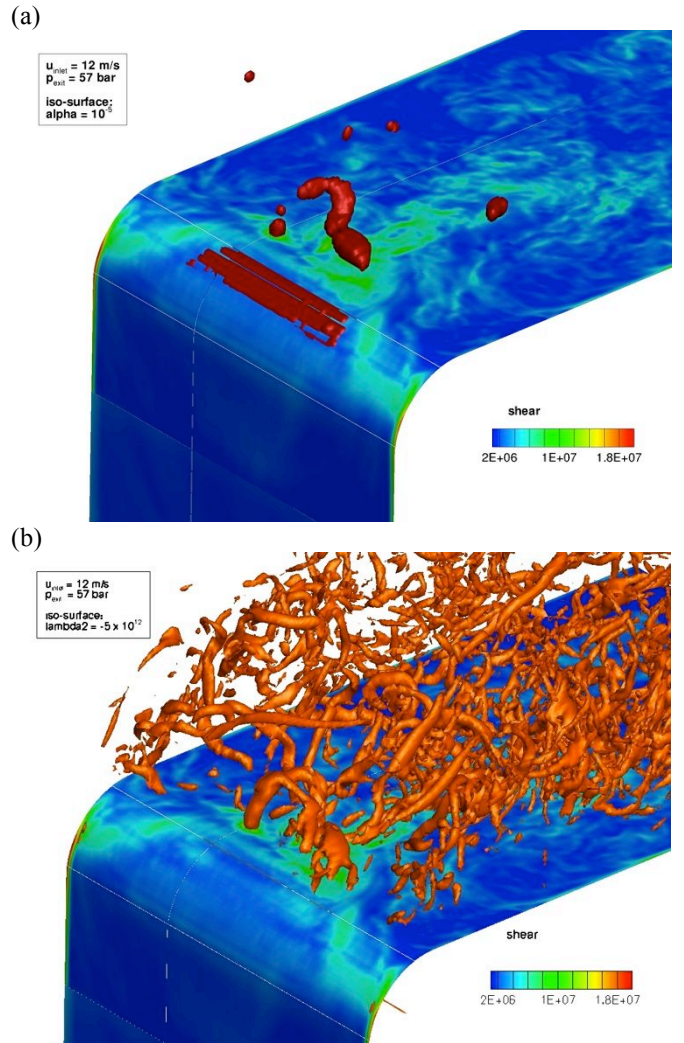 (a)
u_inlet = 12 m/s
p_exit = 57 bar
iso-surface:
alpha = 10^-5
shear
2E+06 1E+07 1.8E+07
(b)
u_inlet = 12 m/s
p_exit = 57 bar
iso-surface:
lambda2 = -5 x 10^12
shear
2E+06 1E+07 1.8E+07